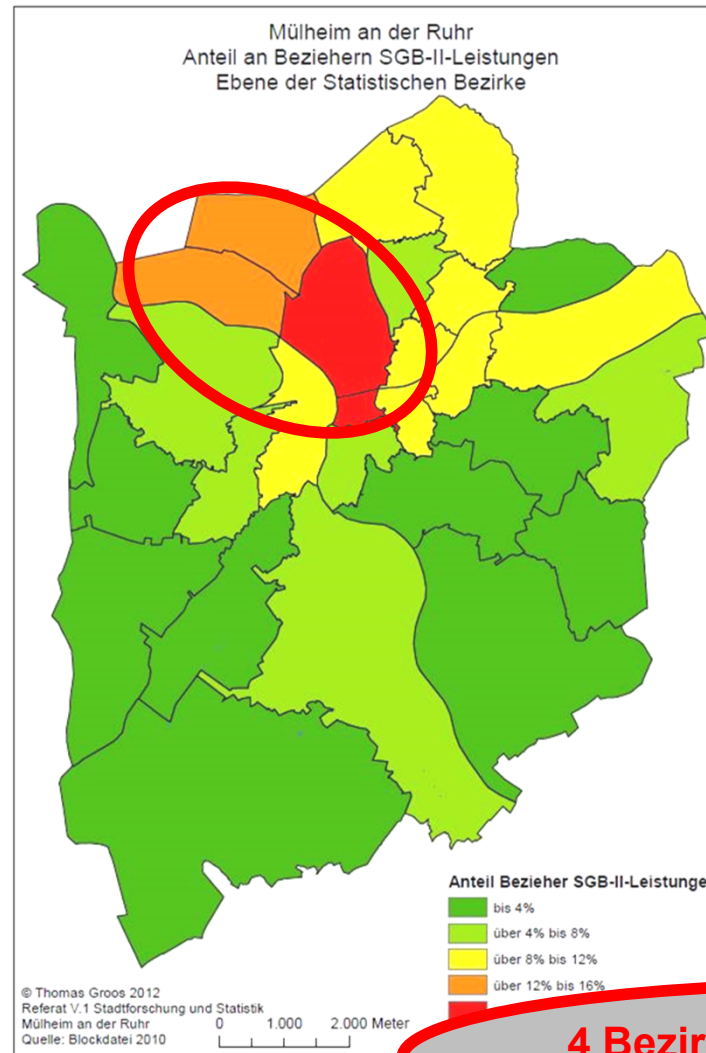 Mülheim an der Ruhr
Anteil an Beziehern SGB-II-Leistungen
Ebene der Statistischen Bezirke
Anteil Bezieher SGB-II-Leistunge
bis 4%
über 4% bis 8%
über 8% bis 12%
über 12% bis 16%
© Thomas Groos 2012
Referat V.1 Stadtforschung und Statistik
Mülheim an der Ruhr
Quelle: Blockdatei 2010
0 1.000 2.000 Meter
4 Bezir